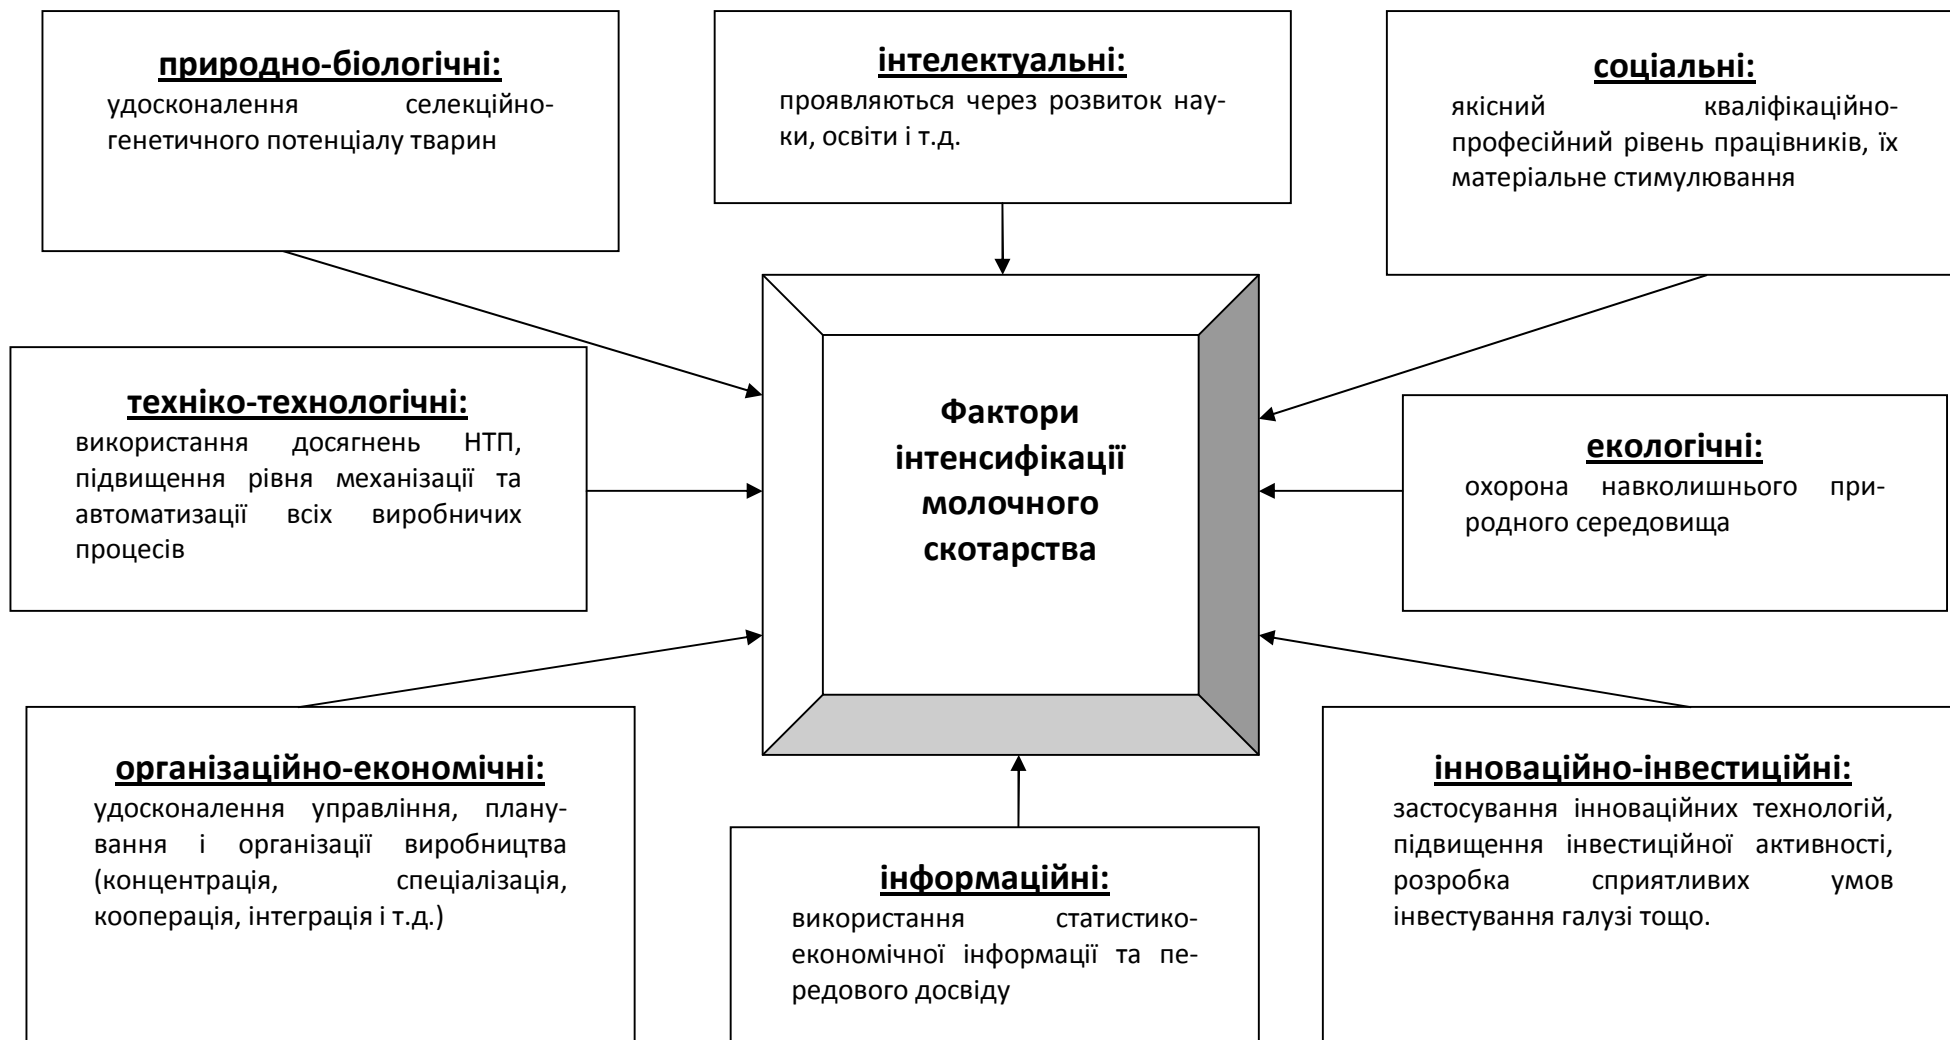 природно-біологічні:
удосконалення селекційно-
генетичного потенціалу тварин
інтелектуальні:
проявляються через розвиток нау-
ки, освіти і т.д.
соціальні:
якісний кваліфікаційно-
професійний рівень працівників, їх
матеріальне стимулювання
техніко-технологічні:
використання досягнень НТП,
підвищення рівня механізації та
автоматизації всіх виробничих
процесів
Фактори
інтенсифікації
молочного
скотарства
екологічні:
охорона навколишнього при-
родного середовища
організаційно-економічні:
удосконалення управління, плану-
вання і організації виробництва
(концентрація, спеціалізація,
кооперація, інтеграція і т.д.)
інформаційні:
використання статистико-
економічної інформації та пе-
редового досвіду
інноваційно-інвестиційні:
застосування інноваційних технологій,
підвищення інвестиційної активності,
розробка сприятливих умов
інвестування галузі тощо.